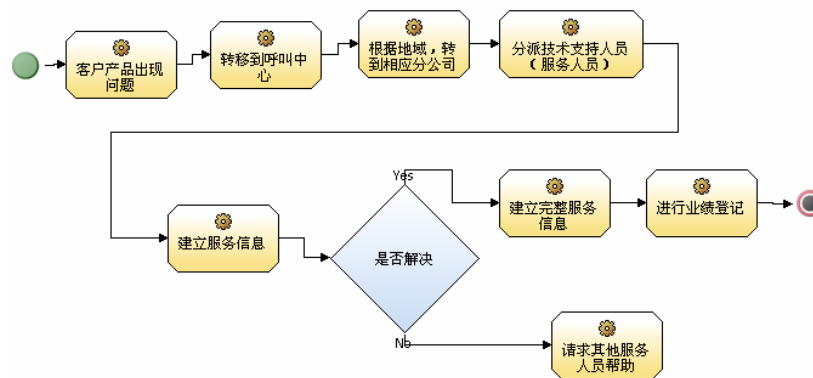 客户产品出现
问题
转移到呼叫中
心
根据地域，转
到相应分公司
分派技术支持人员
（服务人员）
建立服务信息
是否解决
Yes
建立完整服务
信息
进行业绩登记
No
请求其他服务
人员帮助